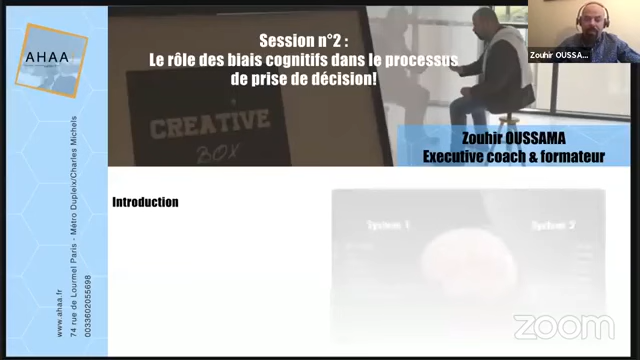 AHAA
Session n°2 :
Le rôle des biais cognitifs dans le processus
de prise de décision!
Zouhir OUSSA...
CREATIVE
BOX
Zouhir OUSSAMA
Executive coach & formateur
Introduction
System 1
System 2
www.ahaa.fr
74 rue de Lourmel Paris - Métro Dupleix/Charles Michels
0033602055698
zoom